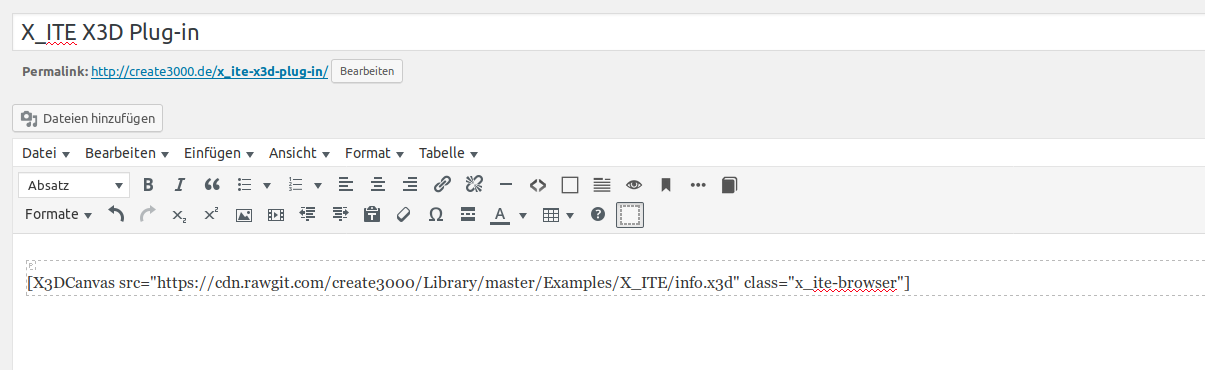 X_ITE X3D Plug-in
Permalink: http://create3000.de/x_ite-x3d-plug-in/ Bearbeiten
Dateien hinzufügen
Datei Bearbeiten Einfügen Ansicht Format Tabelle
Absatz B I
Formate X₂ X² Ω A
P
[X3DCanvas src="https://cdn.rawgit.com/create3000/Library/master/Examples/X_ITE/info.x3d" class="x_ite-browser"]